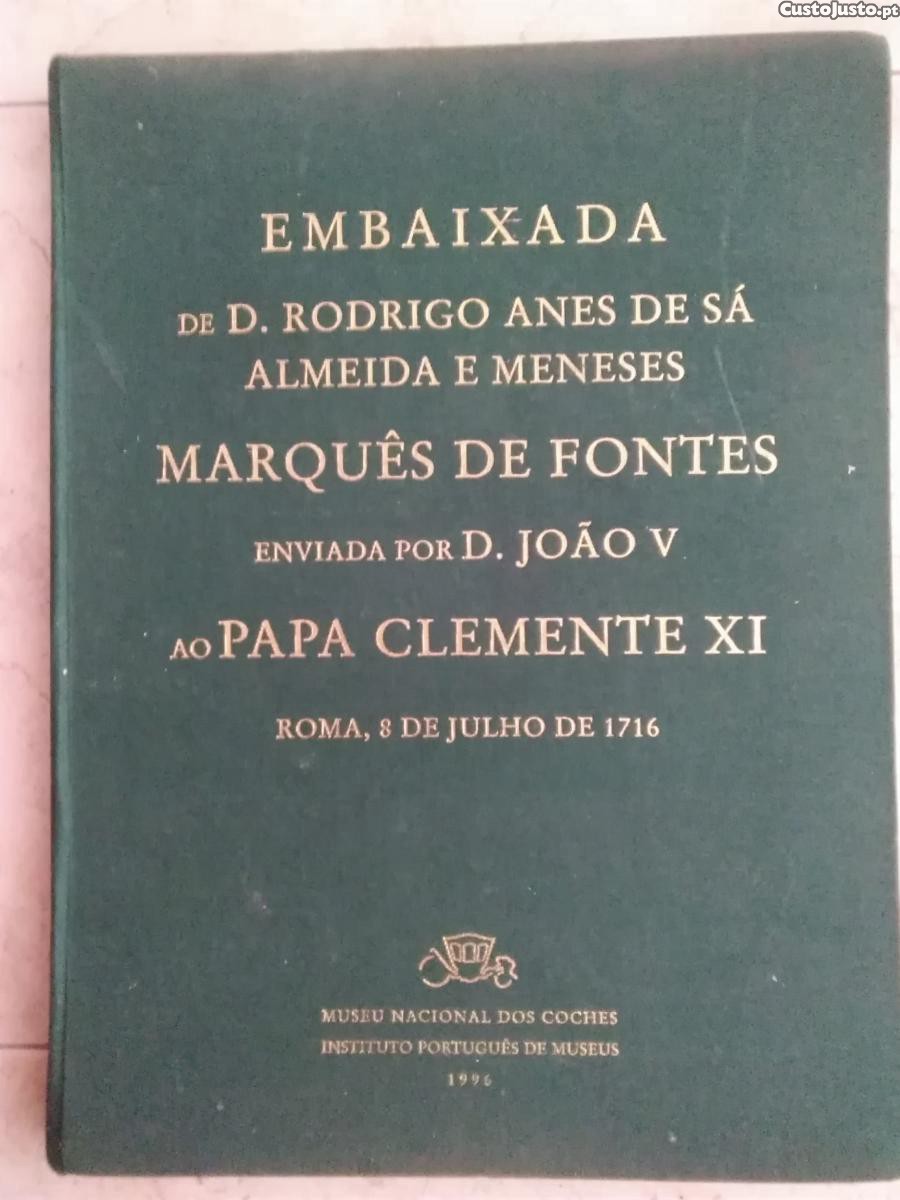 CustoJusto.pt
EMBAIXADA
DE D. RODRIGO ANES DE SÁ
ALMEIDA E MENESES
MARQUÊS DE FONTES
ENVIADA POR D. JOÃO V
AO PAPA CLEMENTE XI
ROMA, 8 DE JULHO DE 1716
MUSEU NACIONAL DOS COCHES
INSTITUTO PORTUGUÊS DE MUSEUS
1996